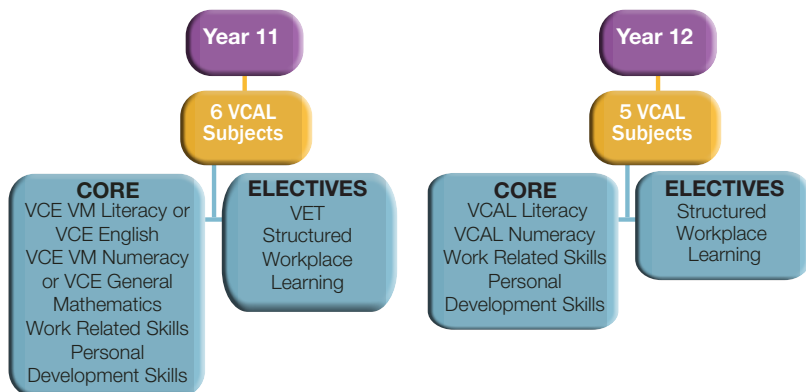 Year 11
6 VCAL
Subjects
CORE
VCE VM Literacy or
VCE English
VCE VM Numeracy
or VCE General
Mathematics
Work Related Skills
Personal
Development Skills
ELECTIVES
VET
Structured
Workplace
Learning
Year 12
5 VCAL
Subjects
CORE
VCAL Literacy
VCAL Numeracy
Work Related Skills
Personal
Development Skills
ELECTIVES
Structured
Workplace
Learning